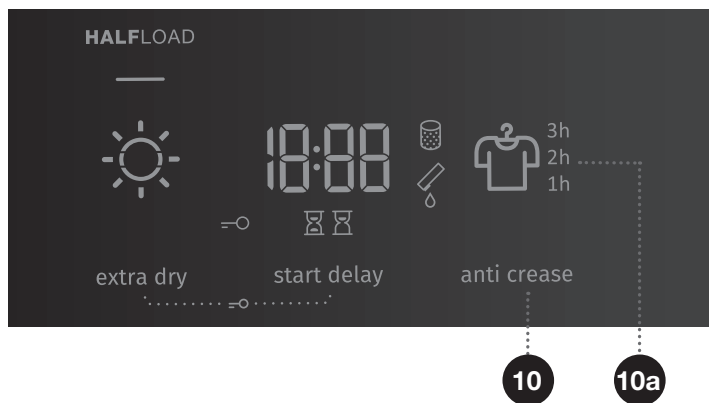 HALFLOAD
18:88
3h
2h
1h
extra dry
start delay
anti crease
10
10a